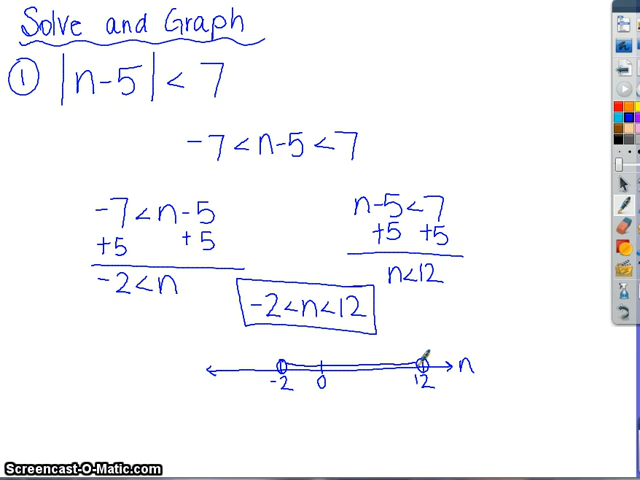 Solve and Graph
① |n-5| < 7
-7 < n-5 < 7
-7 < n-5
+5 +5
-2 < n
n-5 < 7
+5 +5
n < 12
-2 < n < 12
-2 0 12 n
Screencast-O-Matic.com